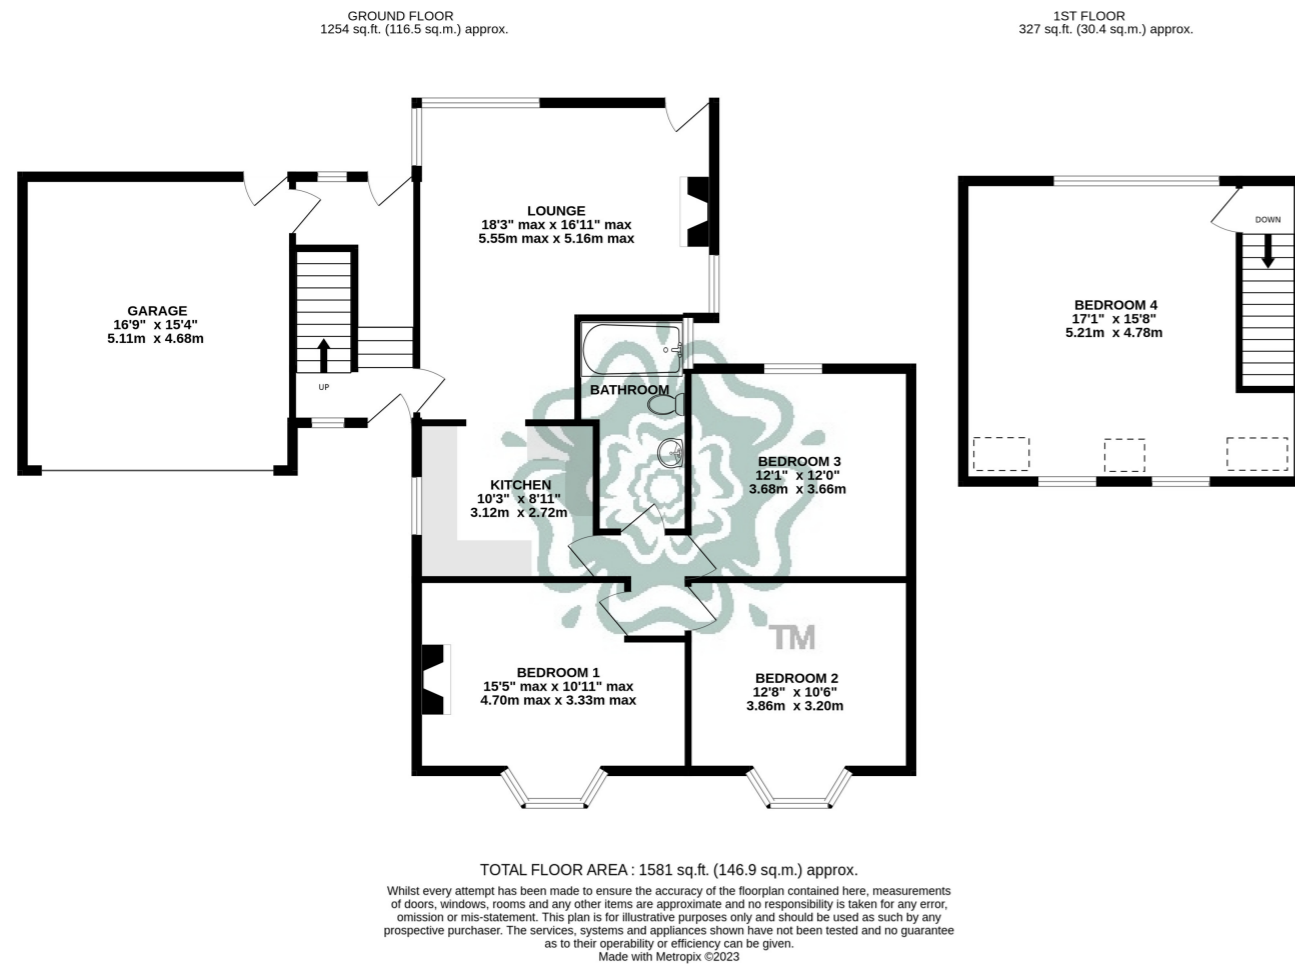 GROUND FLOOR
1254 sq.ft. (116.5 sq.m.) approx.
1ST FLOOR
327 sq.ft. (30.4 sq.m.) approx.
LOUNGE
18'3" max x 16'11" max
5.55m max x 5.16m max
DOWN
GARAGE
16'9" x 15'4"
5.11m x 4.68m
BEDROOM 4
17'1" x 15'8"
5.21m x 4.78m
UP
BATHROOM
BEDROOM 3
12'1" x 12'0"
3.68m x 3.66m
KITCHEN
10'3" x 8'11"
3.12m x 2.72m
TM
BEDROOM 1
15'5" max x 10'11" max
4.70m max x 3.33m max
BEDROOM 2
12'8" x 10'6"
3.86m x 3.20m
TOTAL FLOOR AREA : 1581 sq.ft. (146.9 sq.m.) approx.
Whilst every attempt has been made to ensure the accuracy of the floorplan contained here, measurements
of doors, windows, rooms and any other items are approximate and no responsibility is taken for any error,
omission or mis-statement. This plan is for illustrative purposes only and should be used as such by any
prospective purchaser. The services, systems and appliances shown have not been tested and no guarantee
as to their operability or efficiency can be given.
Made with Metropix ©2023